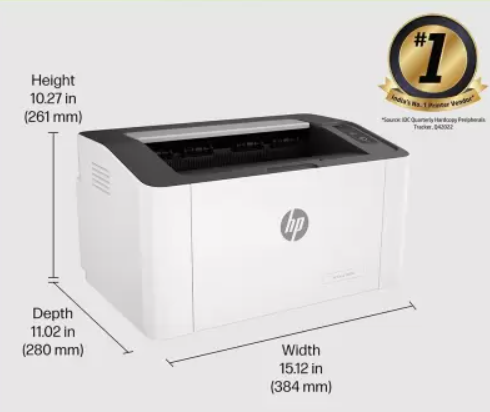 #1
India's No. 1 Printer Vendor*
*Source: IDC Quarterly Hardcopy Peripherals
Tracker, Q42022
Height
10.27 in
(261 mm)
hp
Depth
11.02 in
(280 mm)
Width
15.12 in
(384 mm)